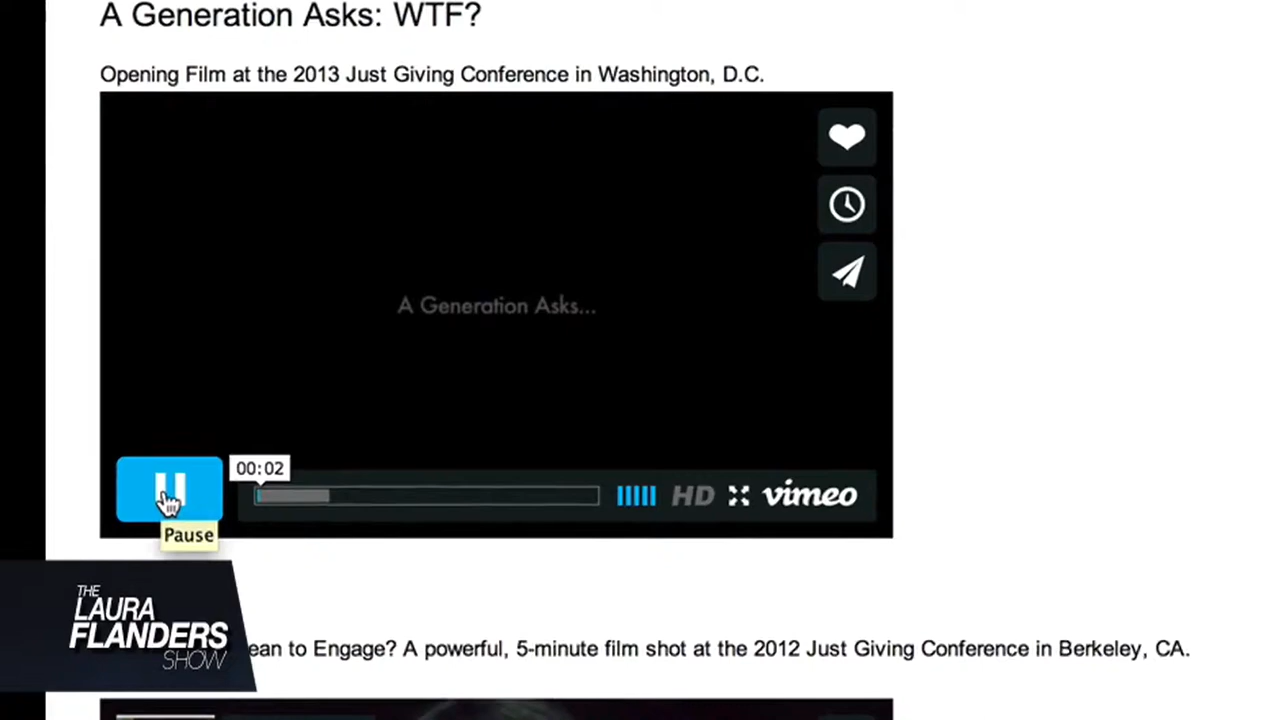 A Generation Asks: WTF?
Opening Film at the 2013 Just Giving Conference in Washington, D.C.
A Generation Asks...
00:02
HD vimeo
Pause
THE
LAURA
FLANDERS
SHOW
to Engage? A powerful, 5-minute film shot at the 2012 Just Giving Conference in Berkeley, CA.